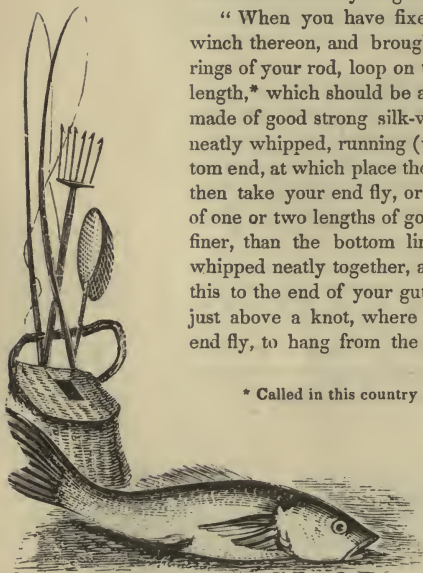 “ When you have fixe
winch thereon, and broug
rings of your rod, loop on
length,* which should be a
made of good strong silk-w
neatly whipped, running (
tom end, at which place the
then take your end fly, or
of one or two lengths of go
finer, than the bottom lin
whipped neatly together, a
this to the end of your gut
just above a knot, where
end fly, to hang from the
* Called in this country